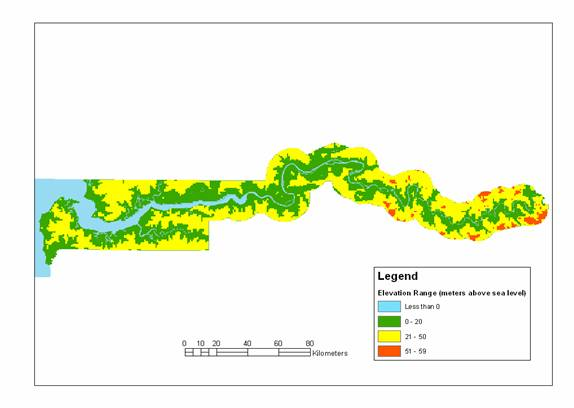 Legend
Elevation Range (meters above sea level)
Less than 0
0 - 20
21 - 50
51 - 59
0 10 20 40 60 80
Kilometers